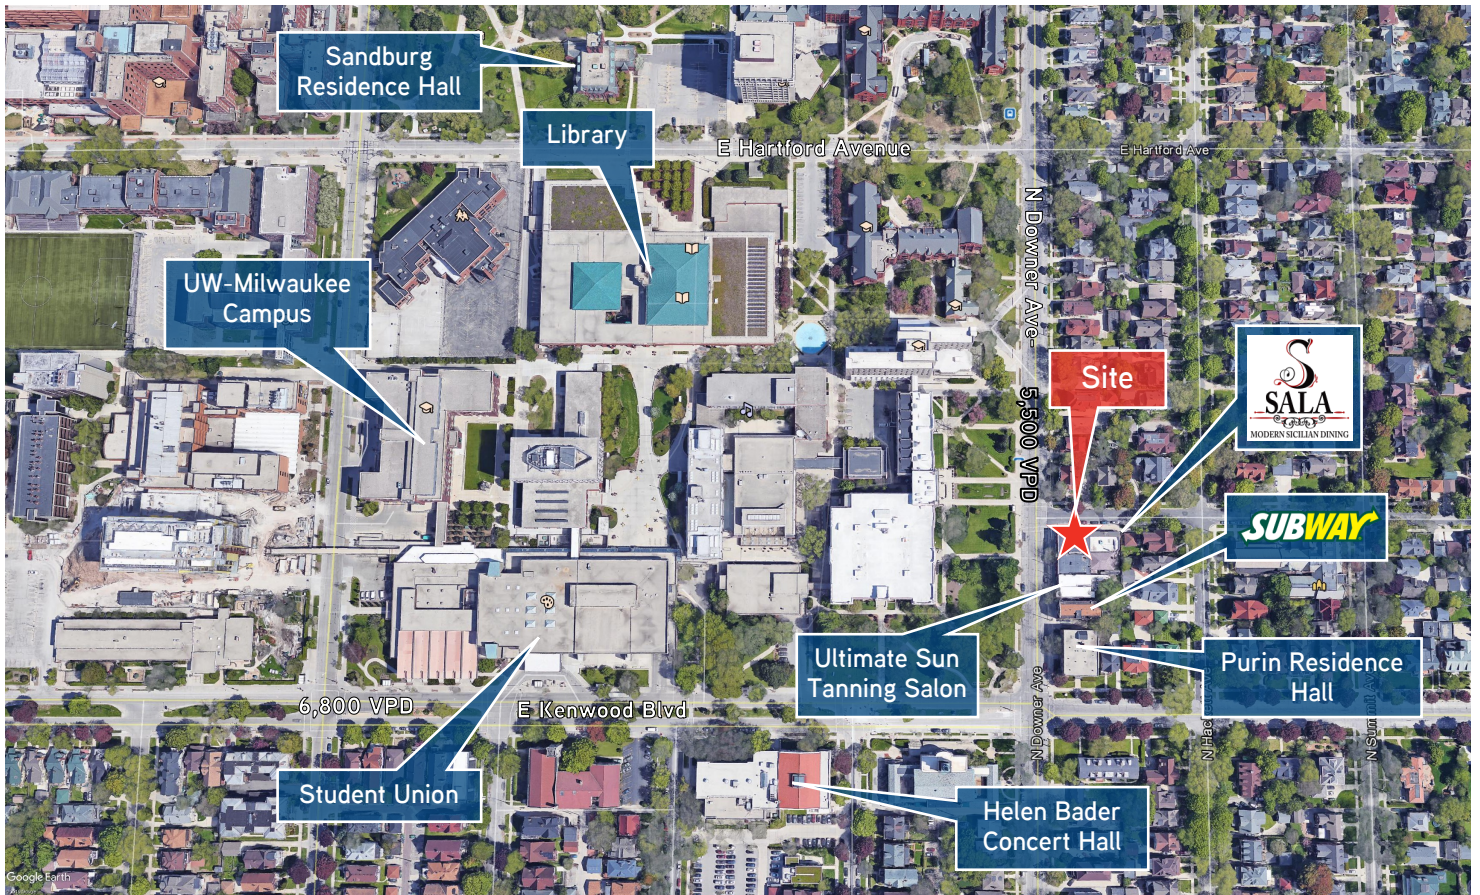 Sandburg
Residence Hall
Library
E Hartford Avenue
E Hartford Ave
N Downer Ave-
5,500 VPD
UW-Milwaukee
Campus
Site
S
SALA
MODERN SICILIAN DINING
SUBWAY
Ultimate Sun
Tanning Salon
Purin Residence
Hall
6,800 VPD
E Kenwood Blvd
N Downer Ave
Student Union
Helen Bader
Concert Hall
Google Earth